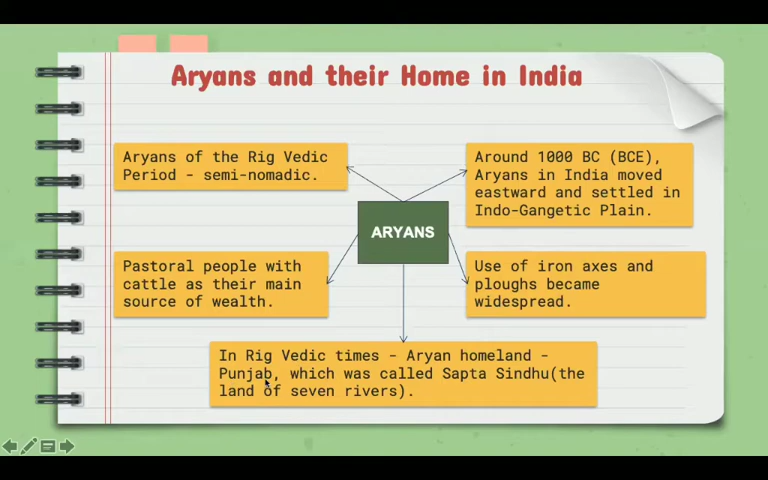 Aryans and their Home in India
Aryans of the Rig Vedic
Period - semi-nomadic.
Around 1000 BC (BCE),
Aryans in India moved
eastward and settled in
Indo-Gangetic Plain.
ARYANS
Pastoral people with
cattle as their main
source of wealth.
Use of iron axes and
ploughs became
widespread.
In Rig Vedic times - Aryan homeland -
Punjab, which was called Sapta Sindhu(the
land of seven rivers).